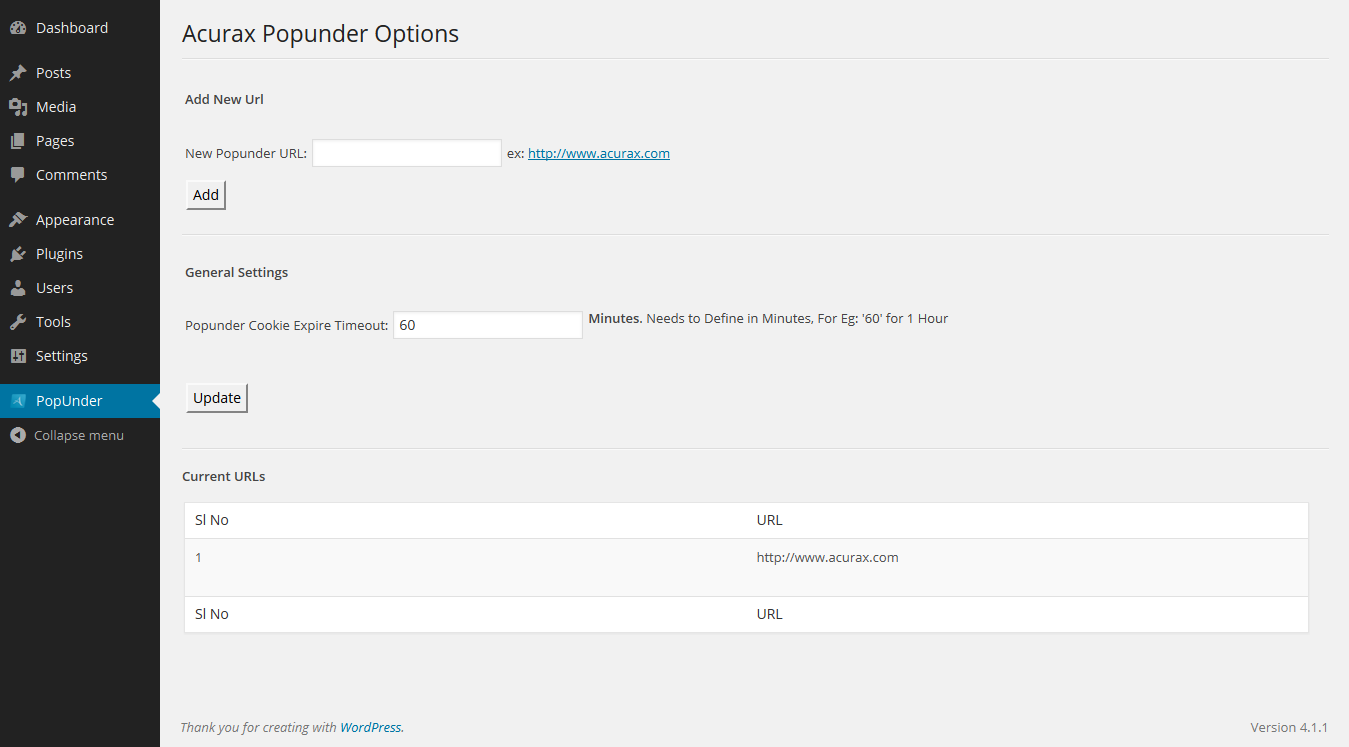 Dashboard
Posts
Media
Pages
Comments
Appearance
Plugins
Users
Tools
Settings
PopUnder
Collapse menu
Acurax Popunder Options
Add New Url
New Popunder URL: ex: http://www.acurax.com
Add
General Settings
Popunder Cookie Expire Timeout: 60 Minutes. Needs to Define in Minutes, For Eg: '60' for 1 Hour
Update
Current URLs
Sl No URL
1 http://www.acurax.com
Sl No URL
Thank you for creating with WordPress. Version 4.1.1